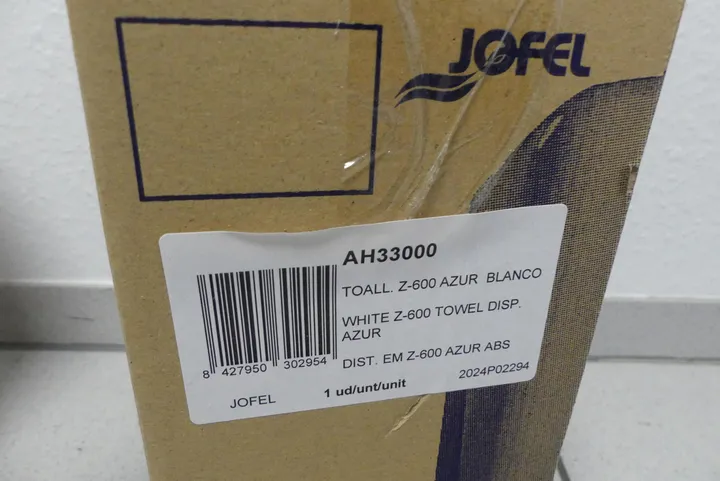 JOFEL
AH33000
TOALL. Z-600 AZUR BLANCO
WHITE Z-600 TOWEL DISP.
AZUR
DIST. EM Z-600 AZUR ABS
8 427950 302954
2024P02294
JOFEL
1 ud/unt/unit